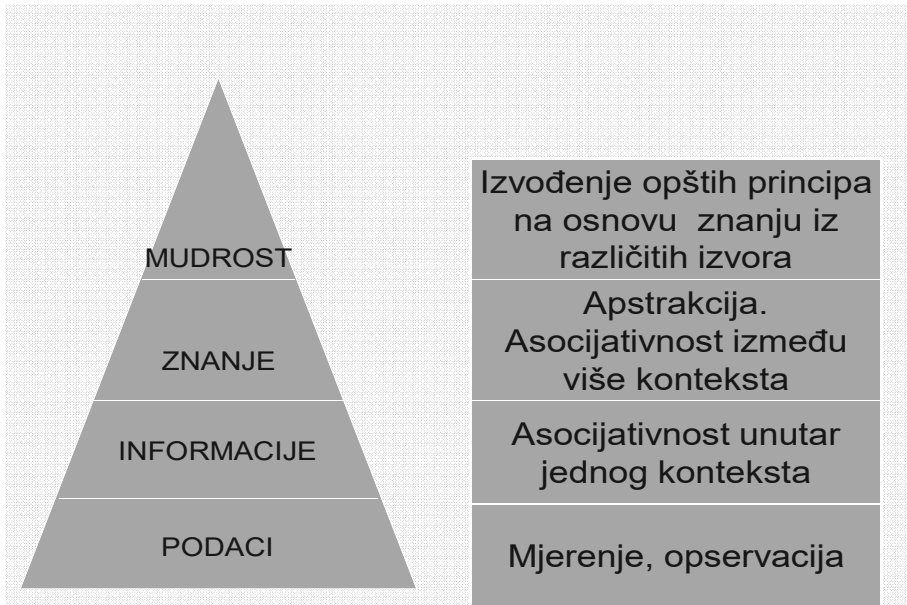 MUDROST
ZNANJE
INFORMACIJE
PODACI
Izvođenje opštih principa
na osnovu znanju iz
različitih izvora
Apstrakcija.
Asocijativnost između
više konteksta
Asocijativnost unutar
jednog konteksta
Mjerenje, opservacija